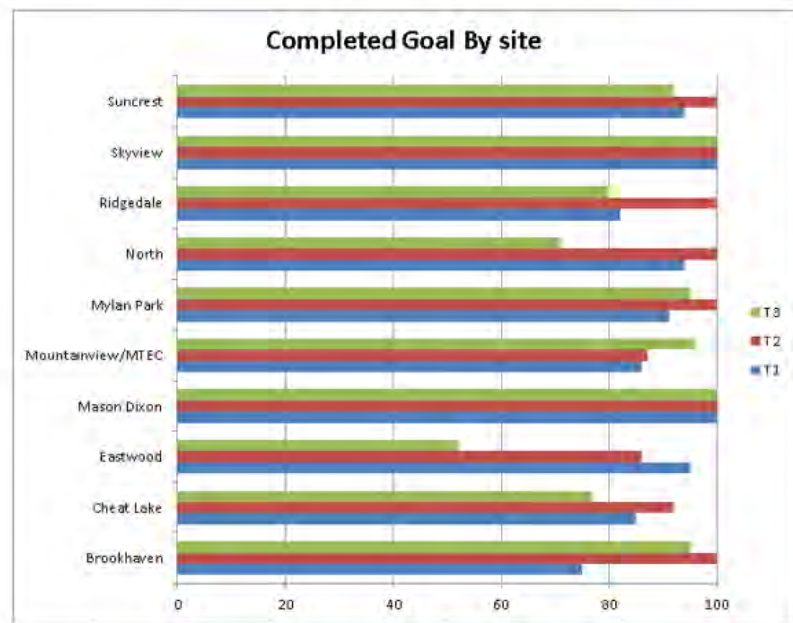 Completed Goal By site
Suncrest
Skyview
Ridgedale
North
Mylan Park
Mountainview/MTEC
Mason Dixon
Eastwood
Cheat Lake
Brookhaven
0 20 40 60 80 100
T3
T2
T1